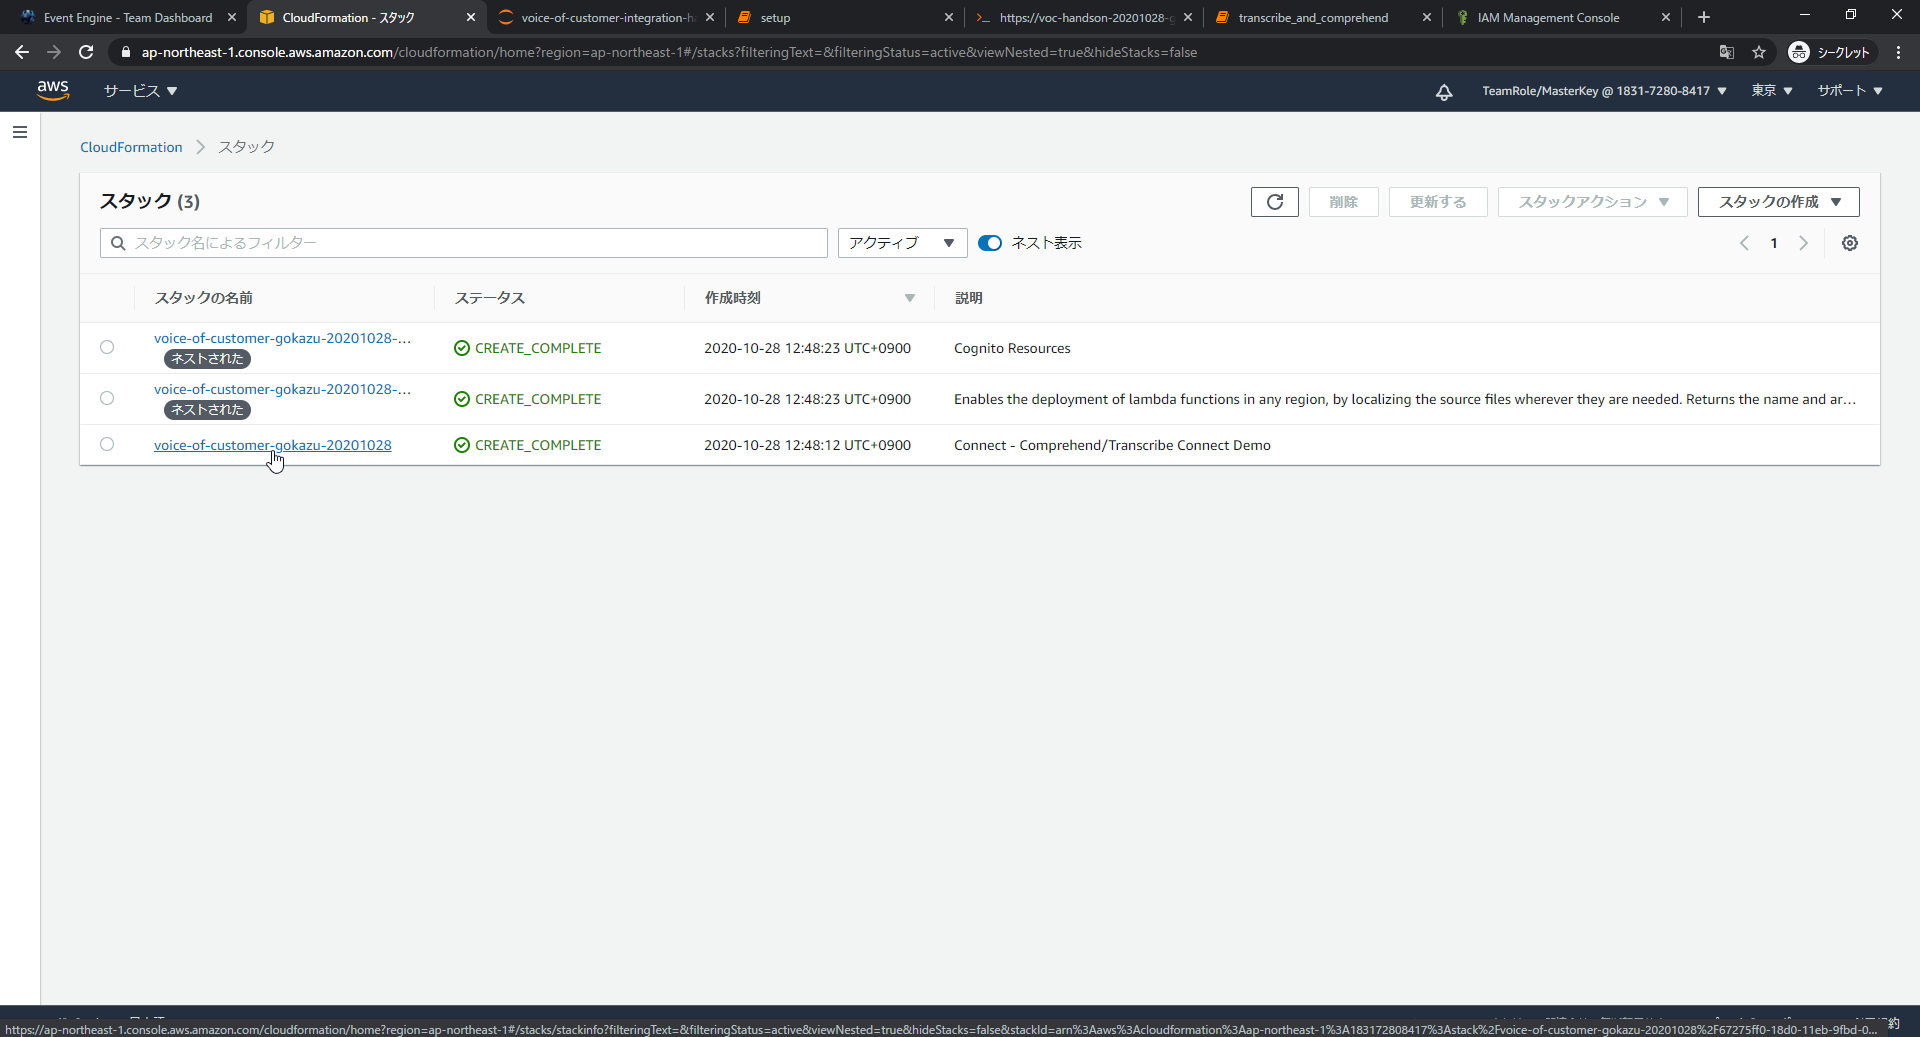 Event Engine - Team Dashboard
CloudFormation - スタック
voice-of-customer-integration-ha
setup
https://voc-handson-20201028-g
transcribe_and_comprehend
IAM Management Console
ap-northeast-1.console.aws.amazon.com/cloudformation/home?region=ap-northeast-1#/stacks?filteringText=&filteringStatus=active&viewNested=true&hideStacks=false
シークレット
aws
サービス
TeamRole/MasterKey @ 1831-7280-8417
東京
サポート
CloudFormation
スタック
スタック (3)
削除
更新する
スタックアクション
スタックの作成
スタック名によるフィルター
アクティブ
ネスト表示
1
スタックの名前
ステータス
作成時刻
説明
voice-of-customer-gokazu-20201028-...
ネストされた
CREATE_COMPLETE
2020-10-28 12:48:23 UTC+0900
Cognito Resources
voice-of-customer-gokazu-20201028-...
ネストされた
CREATE_COMPLETE
2020-10-28 12:48:23 UTC+0900
Enables the deployment of lambda functions in any region, by localizing the source files wherever they are needed. Returns the name and ar...
voice-of-customer-gokazu-20201028
CREATE_COMPLETE
2020-10-28 12:48:12 UTC+0900
Connect - Comprehend/Transcribe Connect Demo
https://ap-northeast-1.console.aws.amazon.com/cloudformation/home?region=ap-northeast-1#/stacks/stackinfo?filteringText=&filteringStatus=active&viewNested=true&hideStacks=false&stackId=arn%3Aaws%3Acloudformation%3Aap-northeast-1%3A183172808417%3Astack%2Fvoice-of-customer-gokazu-20201028%2F67275ff0-18d0-11eb-9fbd-0...